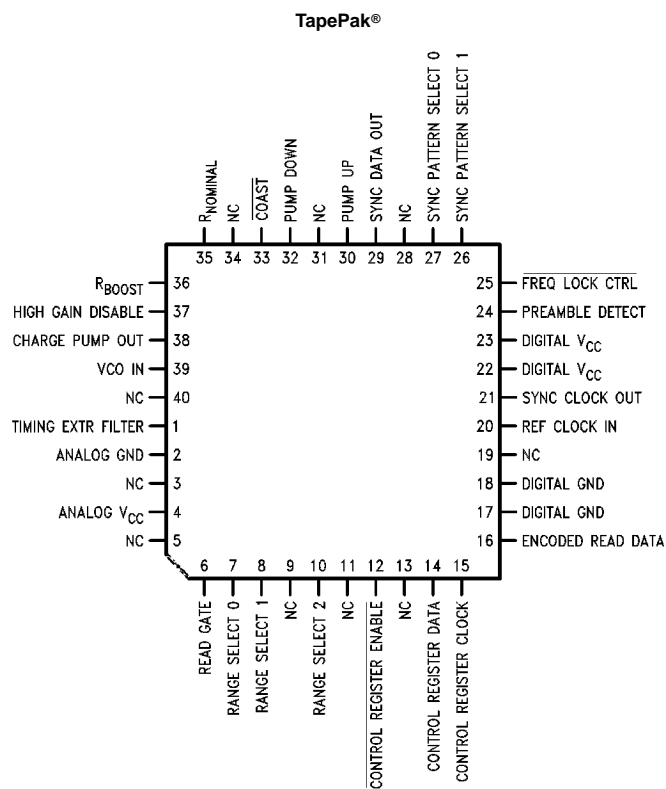 TapePak®
R_NOMINAL
NC
COAST
PUMP DOWN
NC
PUMP UP
SYNC DATA OUT
NC
SYNC PATTERN SELECT 0
SYNC PATTERN SELECT 1
35 34 33 32 31 30 29 28 27 26
R_BOOST 36
HIGH GAIN DISABLE 37
CHARGE PUMP OUT 38
VCO IN 39
NC 40
TIMING EXTR FILTER 1
ANALOG GND 2
NC 3
ANALOG V_CC 4
NC 5
25 FREQ LOCK CTRL
24 PREAMBLE DETECT
23 DIGITAL V_CC
22 DIGITAL V_CC
21 SYNC CLOCK OUT
20 REF CLOCK IN
19 NC
18 DIGITAL GND
17 DIGITAL GND
16 ENCODED READ DATA
6 7 8 9 10 11 12 13 14 15
READ GATE
RANGE SELECT 0
RANGE SELECT 1
NC
RANGE SELECT 2
NC
CONTROL REGISTER ENABLE
NC
CONTROL REGISTER DATA
CONTROL REGISTER CLOCK